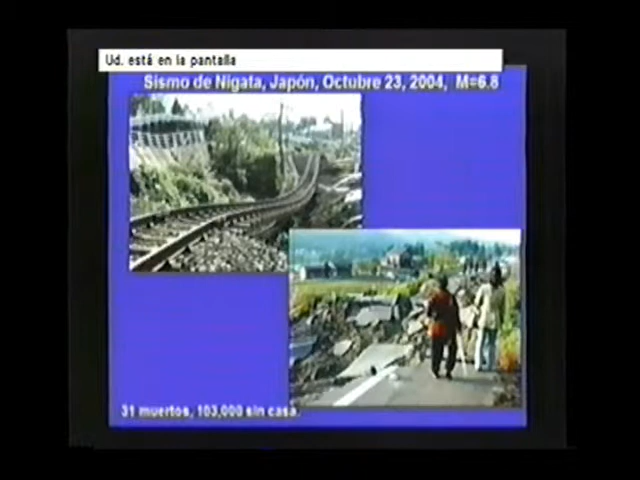 Ud. está en la pantalla
Sismo de Nigata, Japón, Octubre 23, 2004, M=6.8
31 muertos, 103,000 sin casa.